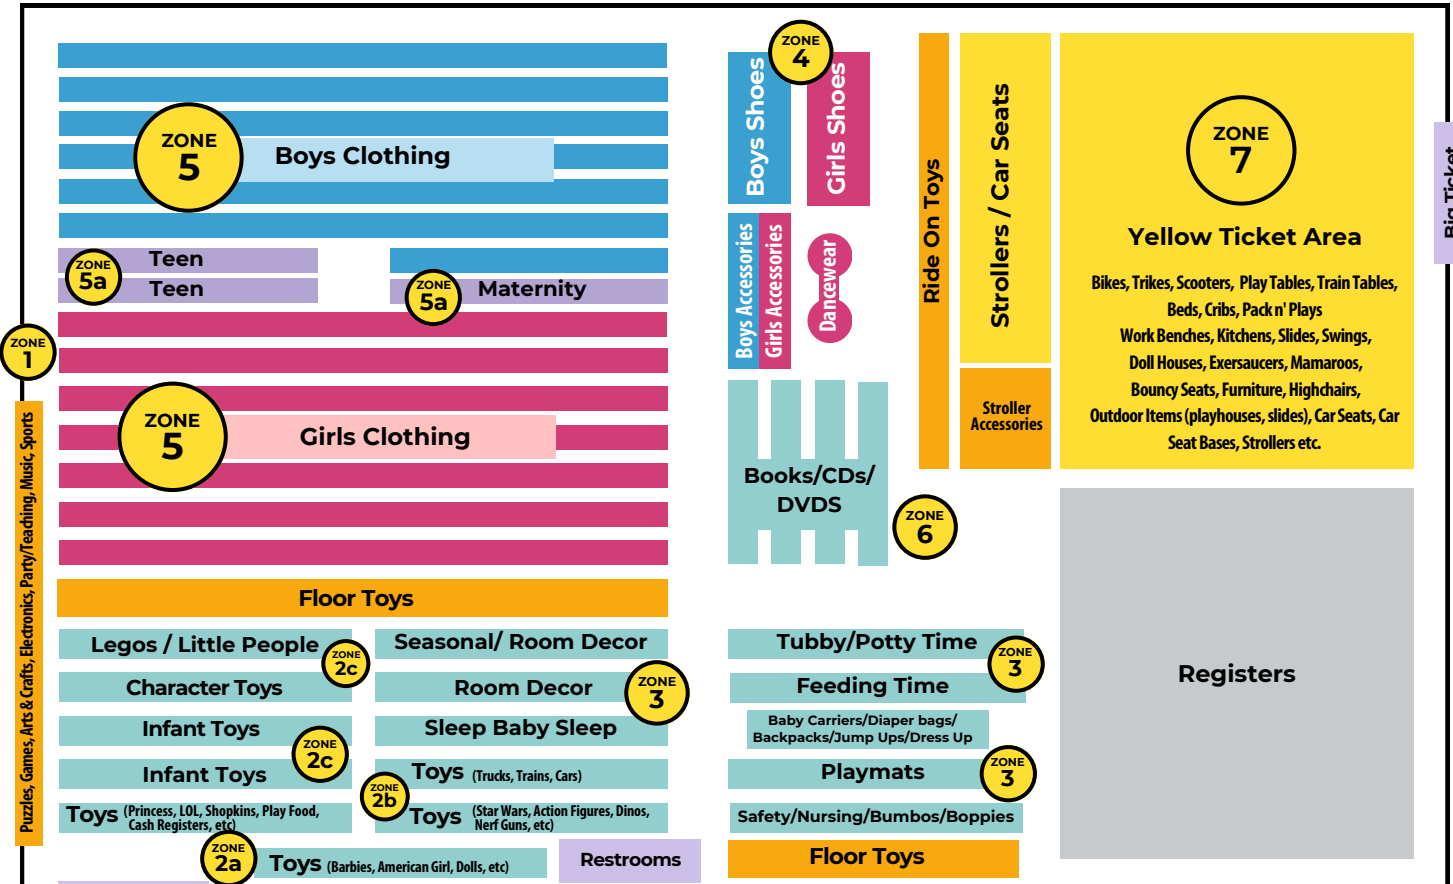 ZONE
5
Boys Clothing
Teen
Teen
ZONE
5a
Maternity
ZONE
5a
ZONE
1
Puzzles, Games, Arts & Crafts, Electronics, Party/Teaching, Music, Sports
ZONE
5
Girls Clothing
Floor Toys
Legos / Little People
ZONE
2c
Character Toys
Infant Toys
ZONE
2c
Infant Toys
Toys (Princess, LOL, Shopkins, Play Food,
Cash Registers, etc)
ZONE
2a
Toys (Barbies, American Girl, Dolls, etc)
Seasonal/ Room Decor
Room Decor
ZONE
3
Sleep Baby Sleep
Toys (Trucks, Trains, Cars)
ZONE
2b
Toys (Star Wars, Action Figures, Dinos,
Nerf Guns, etc)
Restrooms
ZONE
4
Boys Shoes
Girls Shoes
Boys Accessories
Girls Accessories
Dancewear
Books/CDs/
DVDS
ZONE
6
Tubby/Potty Time
ZONE
3
Feeding Time
Baby Carriers/Diaper bags/
Backpacks/Jump Ups/Dress Up
Playmats
ZONE
3
Safety/Nursing/Bumbos/Boppies
Floor Toys
Ride On Toys
Strollers / Car Seats
Stroller
Accessories
ZONE
7
Yellow Ticket Area
Bikes, Trikes, Scooters, Play Tables, Train Tables,
Beds, Cribs, Pack n' Plays
Work Benches, Kitchens, Slides, Swings,
Doll Houses, Exersaucers, Mamaroos,
Bouncy Seats, Furniture, Highchairs,
Outdoor Items (playhouses, slides), Car Seats, Car
Seat Bases, Strollers etc.
Registers
Big Ticket